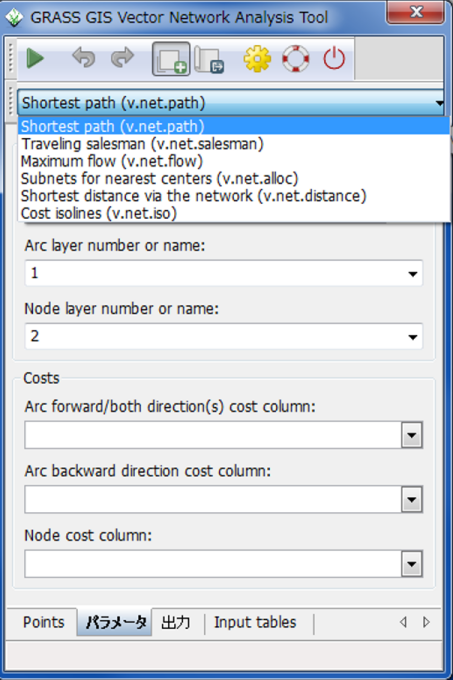 GRASS GIS Vector Network Analysis Tool
Shortest path (v.net.path)
Shortest path (v.net.path)
Traveling salesman (v.net.salesman)
Maximum flow (v.net.flow)
Subnets for nearest centers (v.net.alloc)
Shortest distance via the network (v.net.distance)
Cost isolines (v.net.iso)
Arc layer number or name:
1
Node layer number or name:
2
Costs
Arc forward/both direction(s) cost column:
Arc backward direction cost column:
Node cost column:
Points パラメータ 出力 Input tables